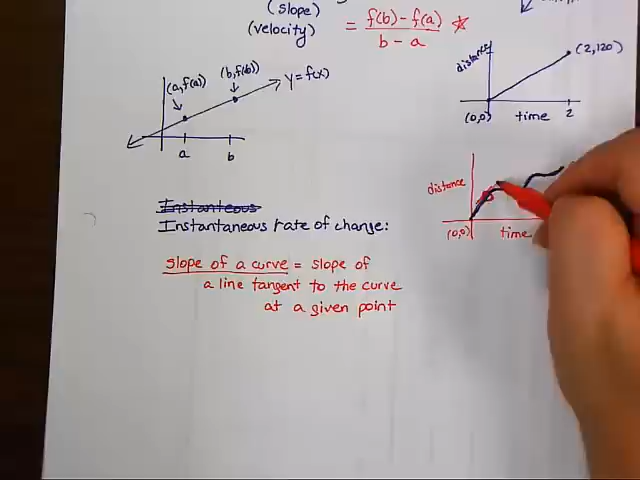 (slope)
(velocity)
= f(b) - f(a) / b - a
distance
(2,120)
(0,0) time 2
(a, f(a))
(b, f(b))
y = f(x)
a b
Instanteous
Instantaneous rate of change:
distance
(0,0) time
slope of a curve = slope of
a line tangent to the curve
at a given point